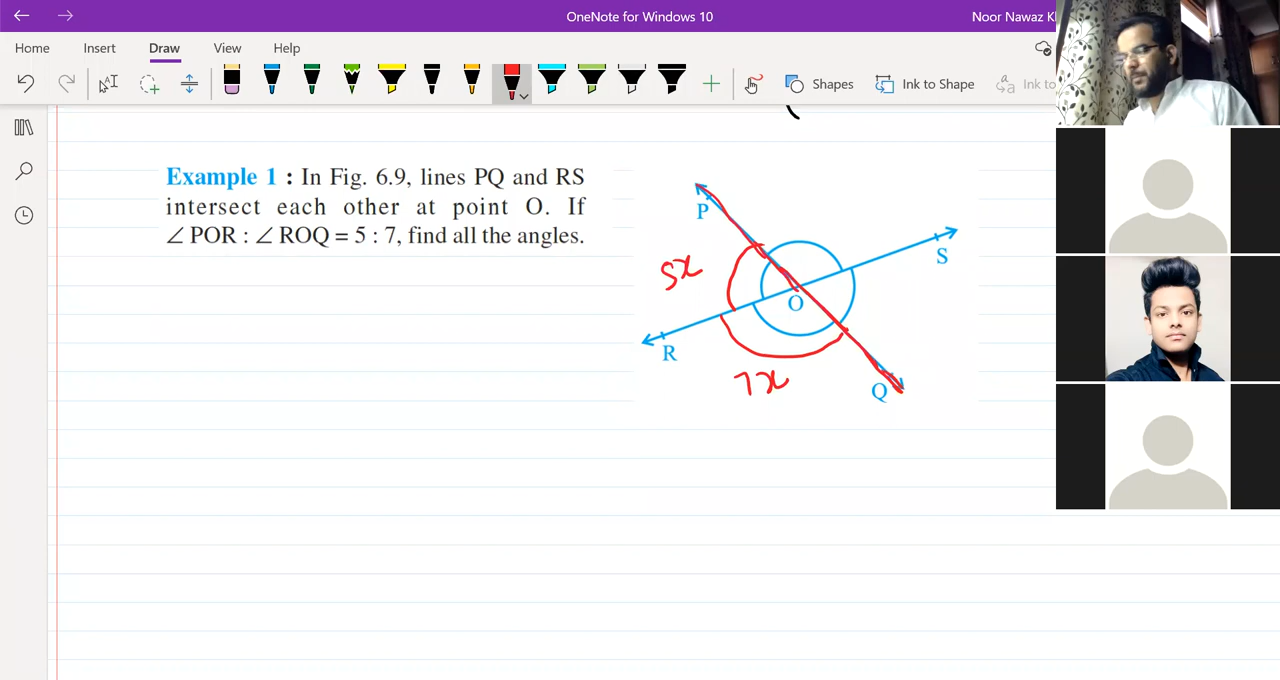 OneNote for Windows 10
Noor Nawaz
Home Insert Draw View Help
Shapes Ink to Shape Ink to
Example 1 : In Fig. 6.9, lines PQ and RS
intersect each other at point O. If
∠ POR : ∠ ROQ = 5 : 7, find all the angles.
P
S
5x
O
R
7x
Q